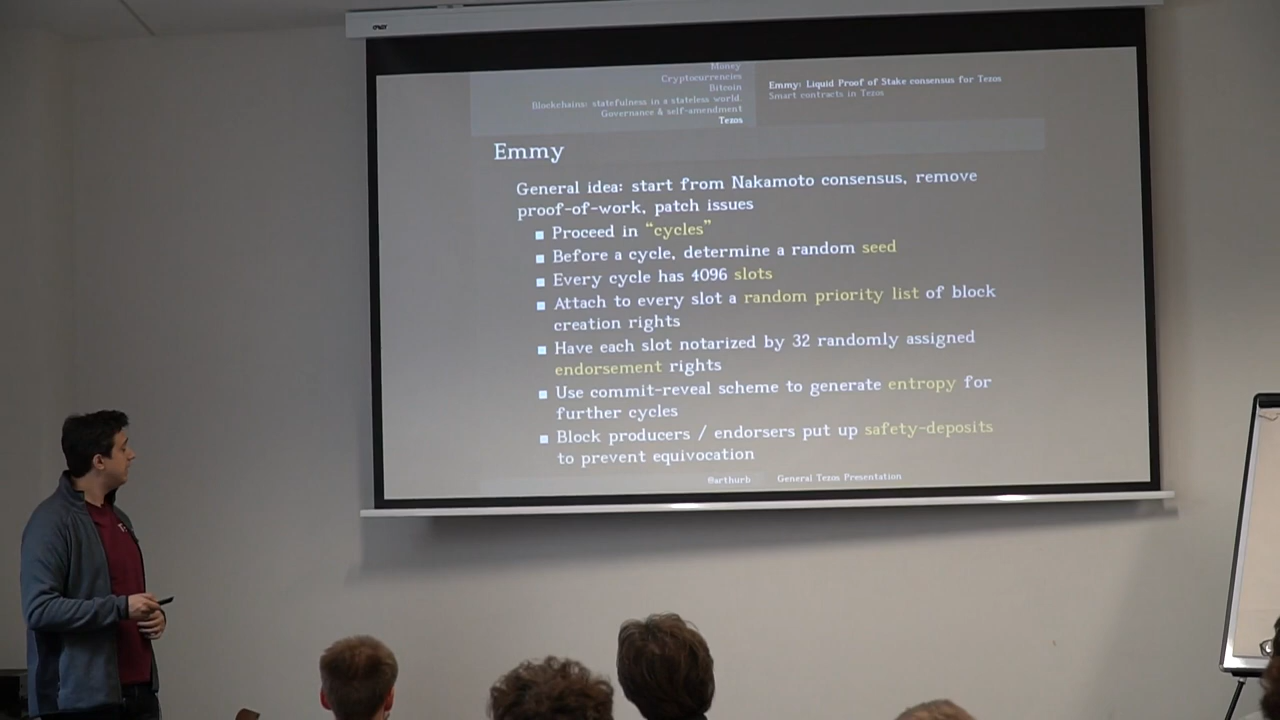 Money
Cryptocurrencies
Bitcoin
Blockchains: statefulness in a stateless world.
Governance & self-amendment
Tezos
Emmy: Liquid Proof of Stake consensus for Tezos
Smart contracts in Tezos
Emmy
General idea: start from Nakamoto consensus, remove
proof-of-work, patch issues
Proceed in “cycles”
Before a cycle, determine a random seed
Every cycle has 4096 slots
Attach to every slot a random priority list of block
creation rights
Have each slot notarized by 32 randomly assigned
endorsement rights
Use commit-reveal scheme to generate entropy for
further cycles
Block producers / endorsers put up safety-deposits
to prevent equivocation
@arthurb General Tezos Presentation